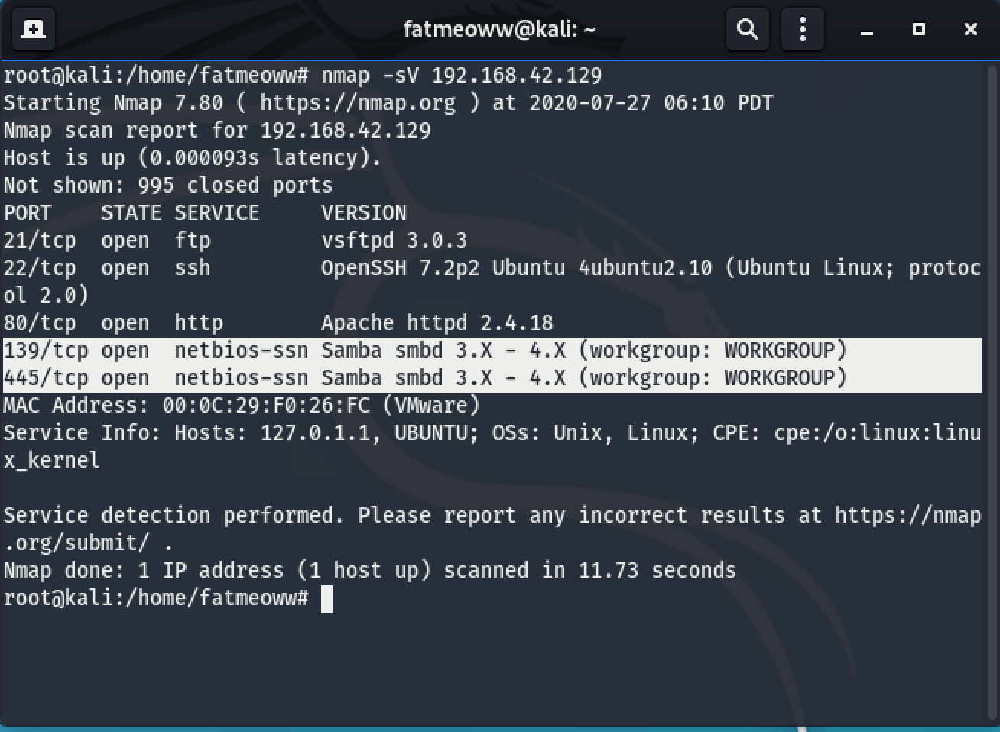 fatmeoww@kali: ~
root@kali:/home/fatmeoww# nmap -sV 192.168.42.129
Starting Nmap 7.80 ( https://nmap.org ) at 2020-07-27 06:10 PDT
Nmap scan report for 192.168.42.129
Host is up (0.000093s latency).
Not shown: 995 closed ports
PORT    STATE SERVICE     VERSION
21/tcp  open  ftp         vsftpd 3.0.3
22/tcp  open  ssh         OpenSSH 7.2p2 Ubuntu 4ubuntu2.10 (Ubuntu Linux; protoc
ol 2.0)
80/tcp  open  http        Apache httpd 2.4.18
139/tcp open  netbios-ssn Samba smbd 3.X - 4.X (workgroup: WORKGROUP)
445/tcp open  netbios-ssn Samba smbd 3.X - 4.X (workgroup: WORKGROUP)
MAC Address: 00:0C:29:F0:26:FC (VMware)
Service Info: Hosts: 127.0.1.1, UBUNTU; OSs: Unix, Linux; CPE: cpe:/o:linux:linu
x_kernel

Service detection performed. Please report any incorrect results at https://nmap
.org/submit/ .
Nmap done: 1 IP address (1 host up) scanned in 11.73 seconds
root@kali:/home/fatmeoww#